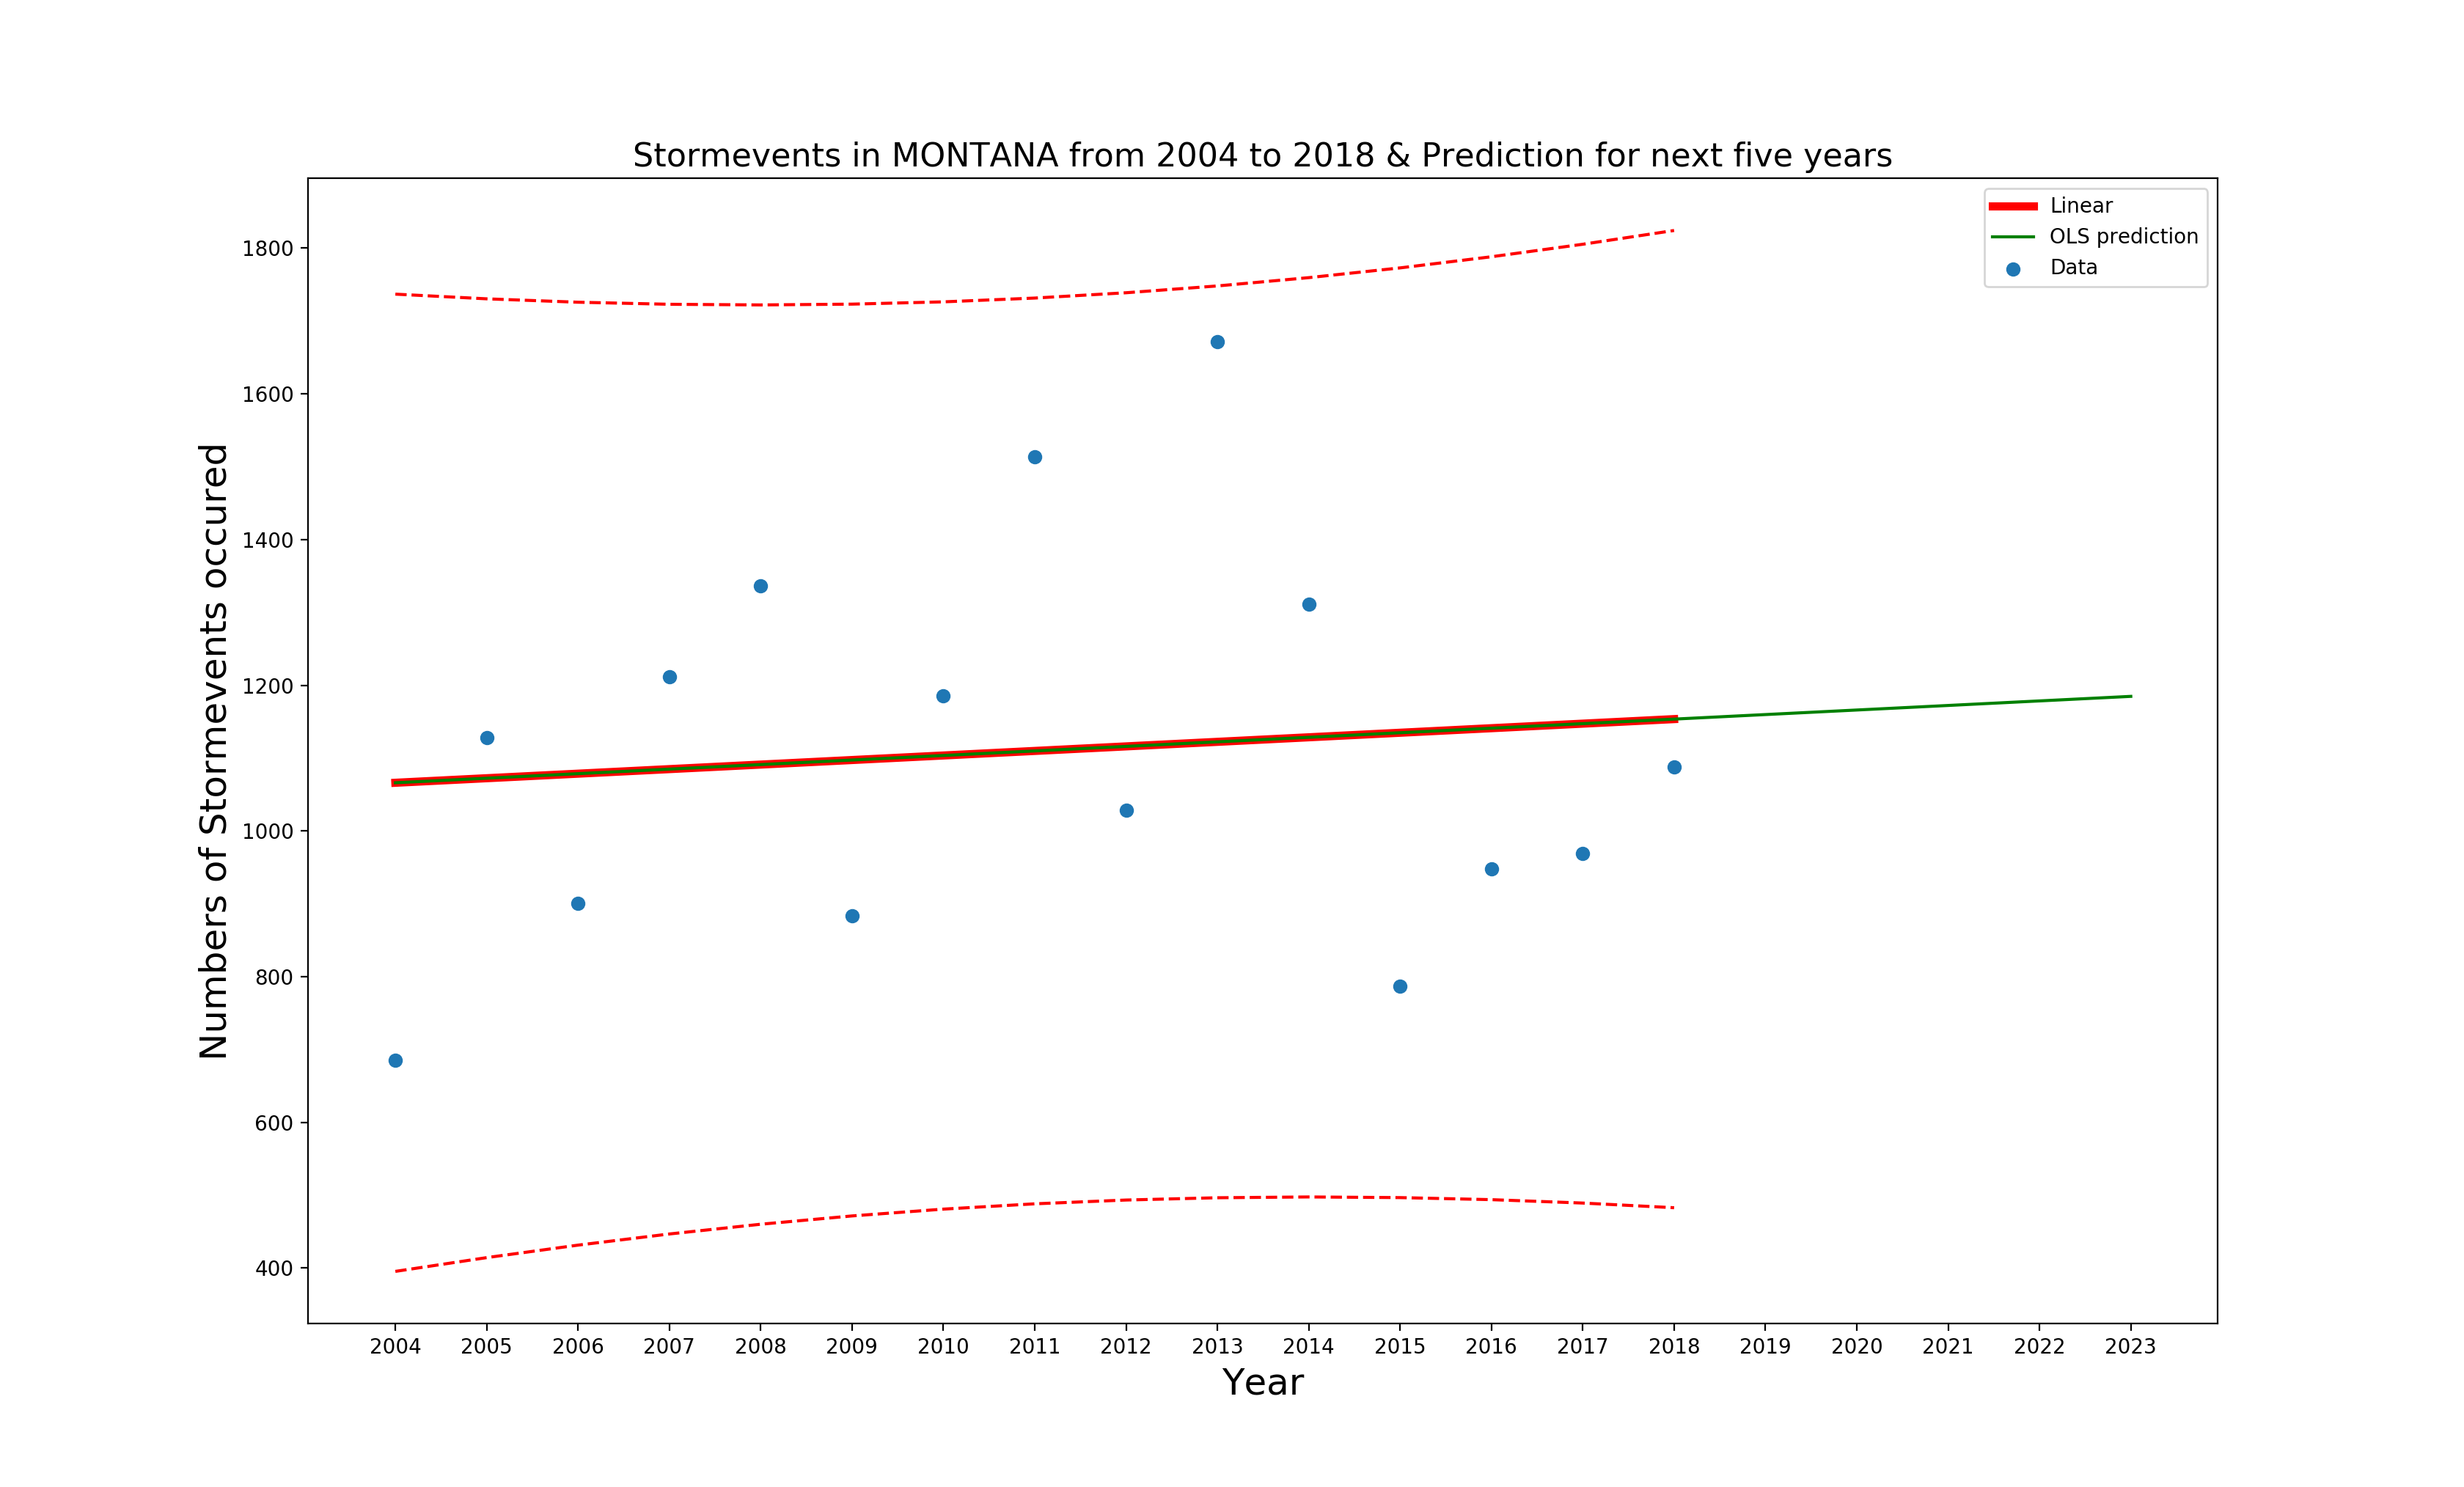 Stormevents in MONTANA from 2004 to 2018 & Prediction for next five years
Linear
OLS prediction
Data
Numbers of Stormevents occured
1800
1600
1400
1200
1000
800
600
400
2004 2005 2006 2007 2008 2009 2010 2011 2012 2013 2014 2015 2016 2017 2018 2019 2020 2021 2022 2023
Year